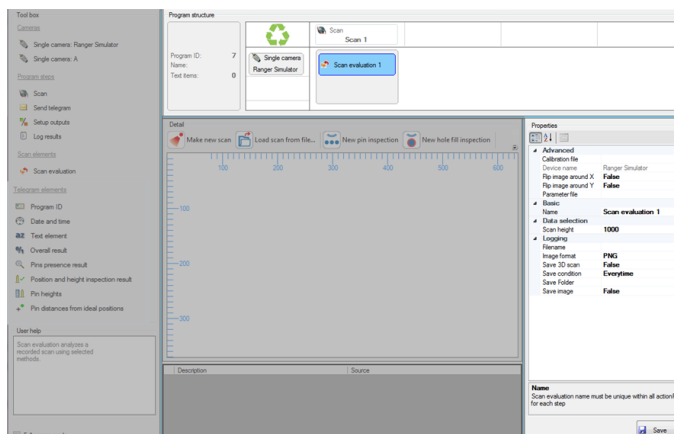 Tool box
Cameras
Single camera: Ranger Simulator
Single camera: A
Program steps
Scan
Send telegram
Setup outputs
Log results
Scan elements
Scan evaluation
Telegram elements
Program ID
Date and time
az Text element
Overall result
Pins presence result
Position and height inspection result
Pin heights
Pin distances from ideal positions
User help
Scan evaluation analyzes a
recorded scan using selected
methods
Program structure
Program ID: 7
Name:
Text items: 0
Single camera
Ranger Simulator
Scan
Scan 1
Scan evaluation 1
Detail
Make new scan
Load scan from file...
New pin inspection
New hole fill inspection
100 200 300 400 500 600
100
200
300
Description Source
Properties
Advanced
Calibration file
Device name Ranger Simulator
Flip image around X False
Flip image around Y False
Parameter file
Basic
Name Scan evaluation 1
Data selection
Scan height 1000
Logging
Filename
Image format PNG
Save 3D scan False
Save condition Everytime
Save Folder
Save image False
Name
Scan evaluation name must be unique within all action
for each step
Save